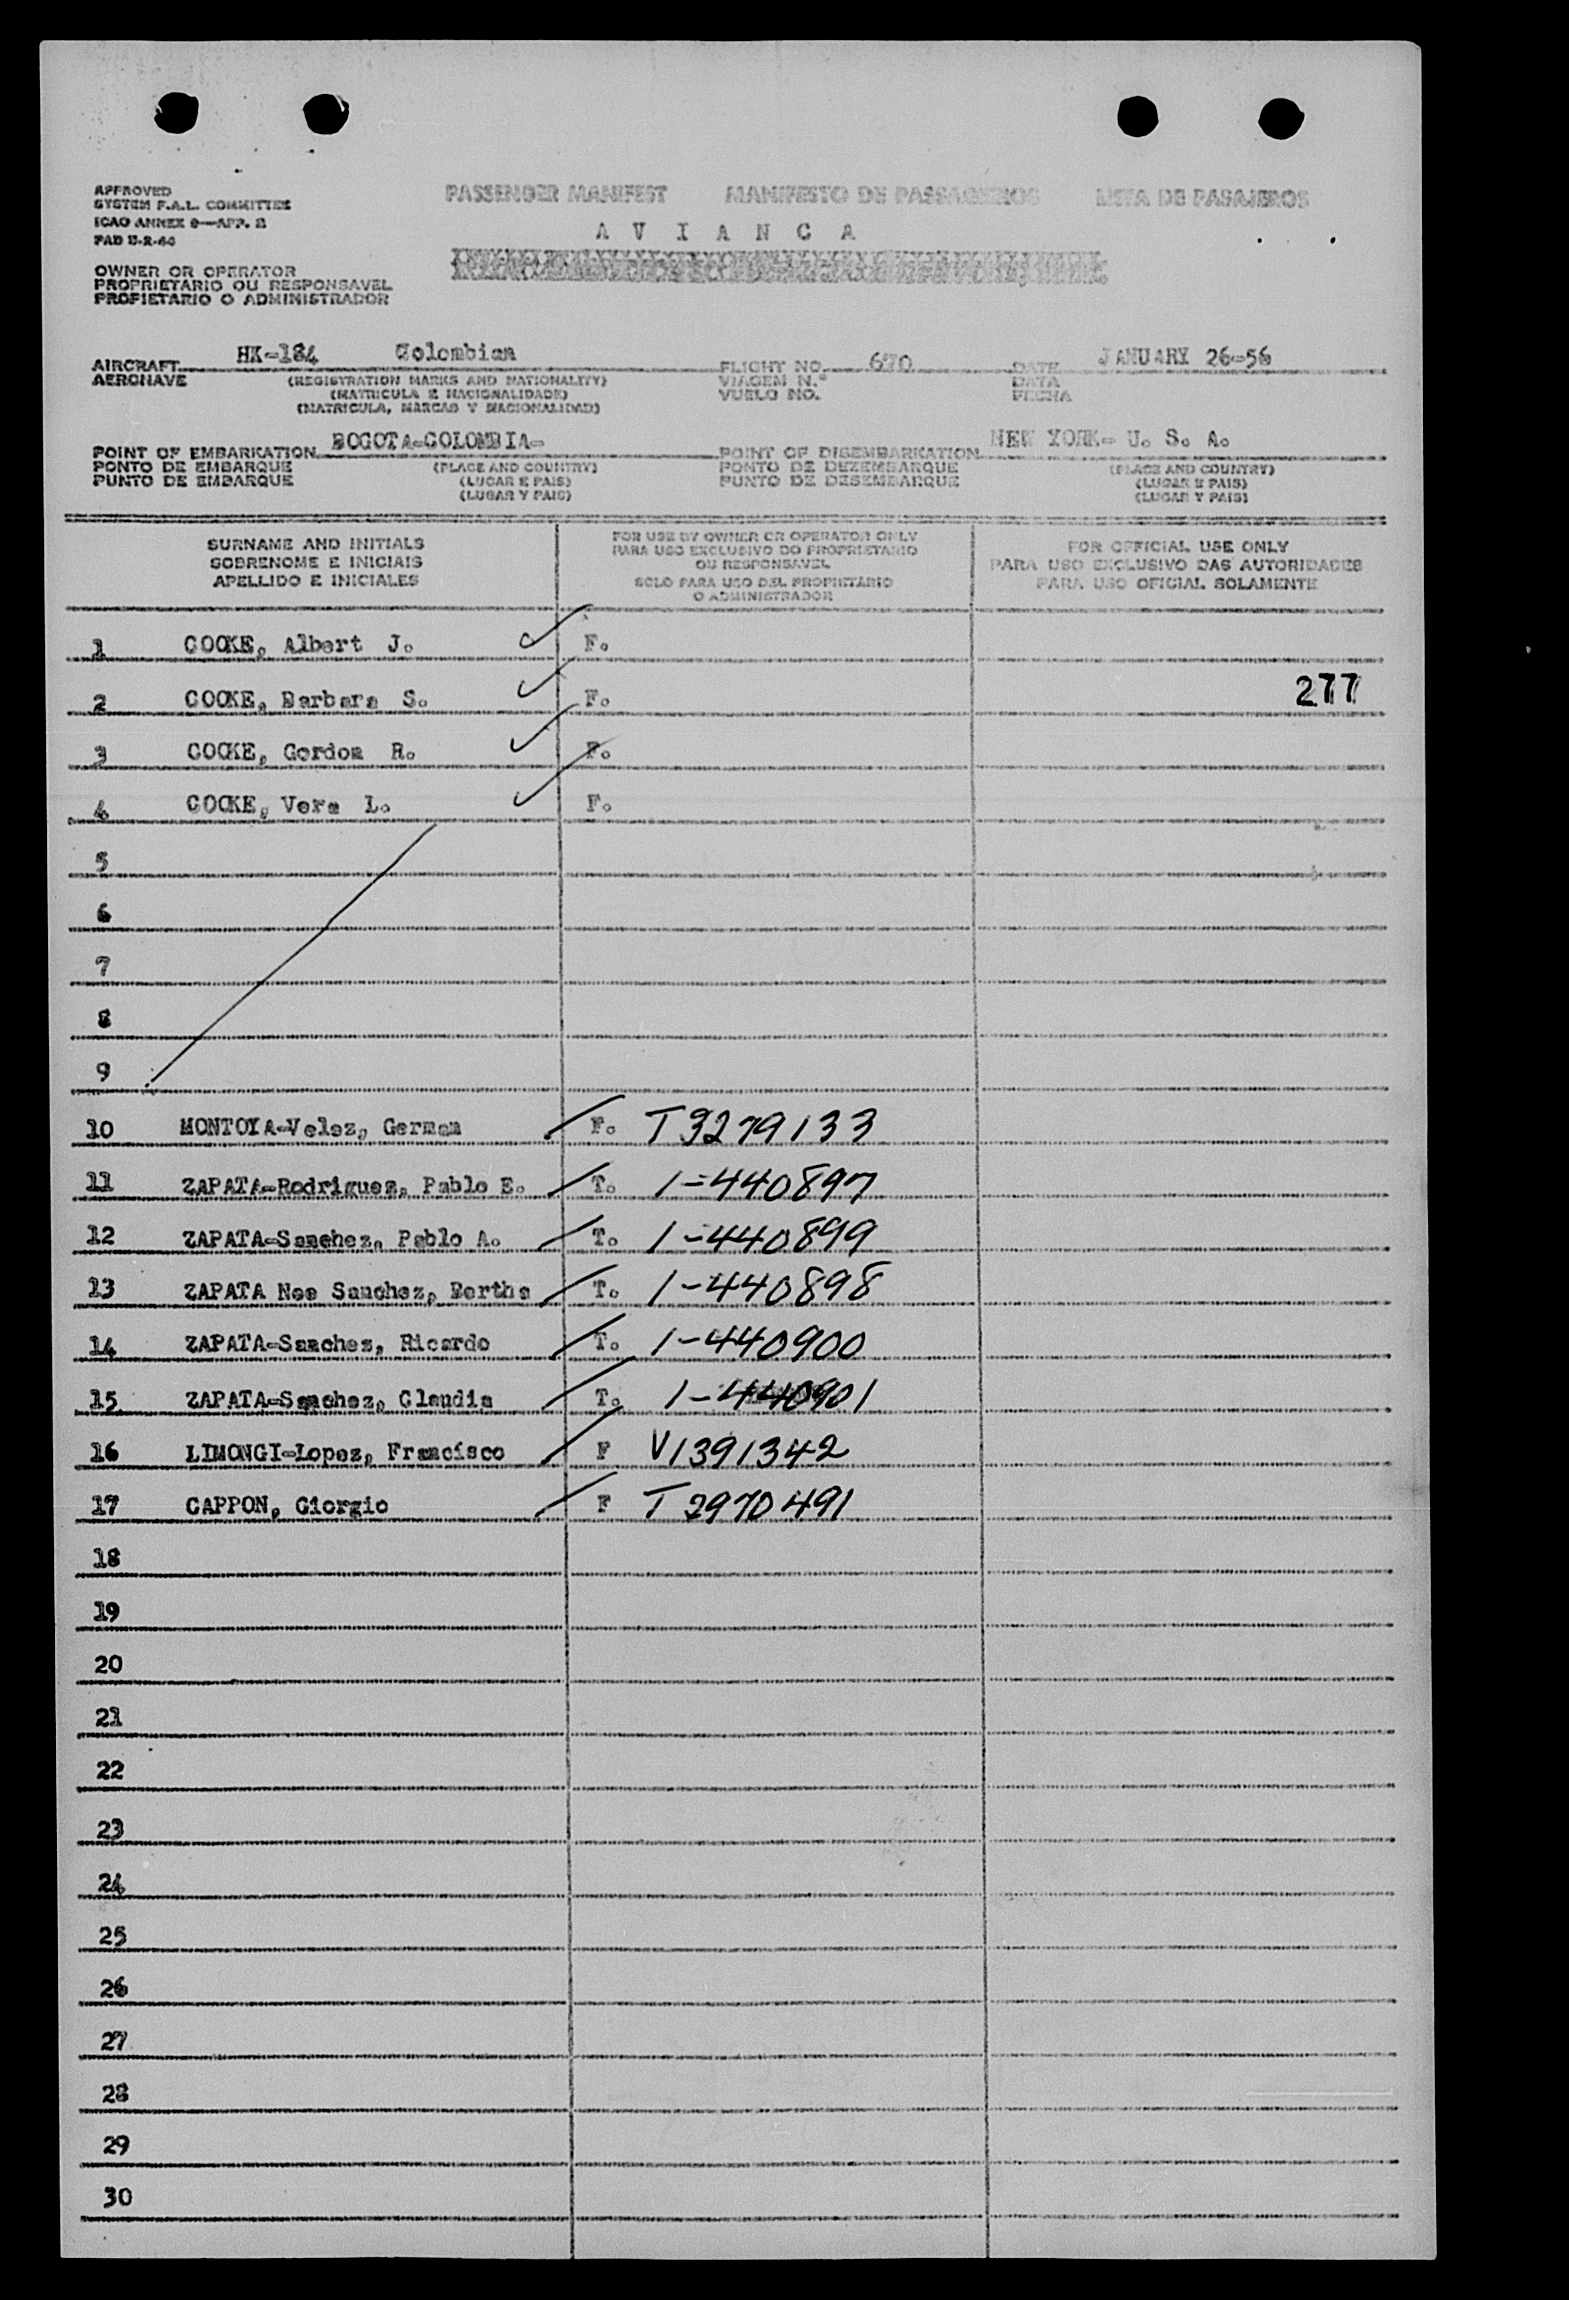 APPROVED
SYSTEM F.A.L. COMMITTEE
ICAO ANNEX 9—APP. 2
PASSENGER MANIFEST MANIFESTO DE PASSAGEIROS LISTA DE PASAJEROS
A V I A N C A
OWNER OR OPERATOR
PROPRIETARIO OU RESPONSAVEL
PROPIETARIO O ADMINISTRADOR
AIRCRAFT HK-184 Colombian FLIGHT NO. 670 DATE JANUARY 26-56
AERONAVE (REGISTRATION MARKS AND NATIONALITY) VIAGEM N.º DATA
(MATRICULA E NACIONALIDADE) VUELO NO. FECHA
(MATRICULA, MARCAS Y NACIONALIDAD)
POINT OF EMBARKATION BOGOTA-COLOMBIA- POINT OF DISEMBARKATION NEW YORK- U. S. A.
PONTO DE EMBARQUE (PLACE AND COUNTRY) PONTO DE DEZEMBARQUE (PLACE AND COUNTRY)
PUNTO DE EMBARQUE (LUGAR E PAIS) PUNTO DE DESEMBARQUE (LUGAR E PAIS)
(LUGAR Y PAIS) (LUGAR Y PAIS)
SURNAME AND INITIALS
SOBRENOME E INICIAIS
APELLIDO E INICIALES
FOR USE BY OWNER OR OPERATOR ONLY
PARA USO EXCLUSIVO DO PROPRIETARIO
OU RESPONSAVEL
SOLO PARA USO DEL PROPIETARIO
O ADMINISTRADOR
FOR OFFICIAL USE ONLY
PARA USO EXCLUSIVO DAS AUTORIDADES
PARA USO OFICIAL SOLAMENTE
1 COOKE, Albert J. F.
2 COOKE, Barbara S. F. 277
3 COOKE, Gordon R. F.
4 COOKE, Vera L. F.
5
6
7
8
9
10 MONTOYA-Velez, German F. T3279133
11 ZAPATA-Rodriguez, Pablo E. T. 1-440897
12 ZAPATA-Sanchez, Pablo A. T. 1-440899
13 ZAPATA Nee Sanchez, Bertha T. 1-440898
14 ZAPATA-Sanchez, Ricardo T. 1-440900
15 ZAPATA-Sanchez, Claudia T. 1-440901
16 LIMONGI-Lopez, Francisco F V1391342
17 CAPPON, Giorgio F T2970491
18
19
20
21
22
23
24
25
26
27
28
29
30